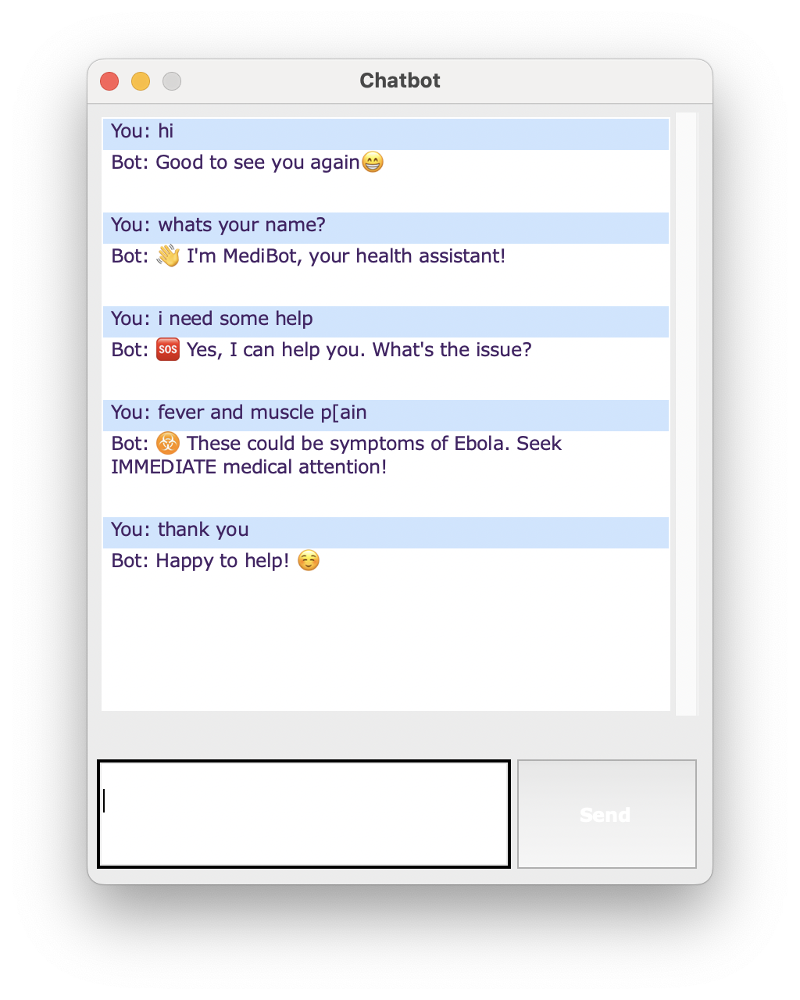 Chatbot
You: hi
Bot: Good to see you again😁
You: whats your name?
Bot: 👋 I'm MediBot, your health assistant!
You: i need some help
Bot: 🆘 Yes, I can help you. What's the issue?
You: fever and muscle p[ain
Bot: ☣️ These could be symptoms of Ebola. Seek
IMMEDIATE medical attention!
You: thank you
Bot: Happy to help! ☺️
Send